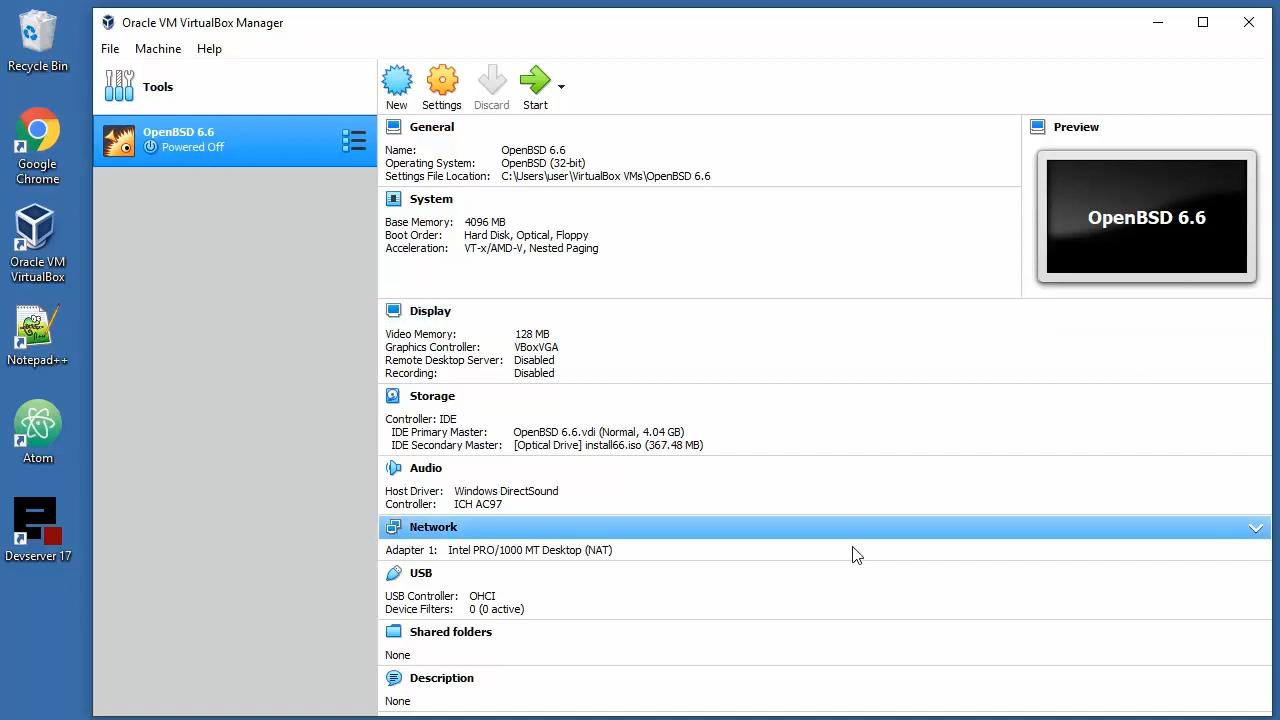 Recycle Bin
Google
Chrome
Oracle VM
VirtualBox
Notepad++
Atom
Devserver 17
Oracle VM VirtualBox Manager
File Machine Help
Tools
New Settings Discard Start
OpenBSD 6.6
Powered Off
General
Name: OpenBSD 6.6
Operating System: OpenBSD (32-bit)
Settings File Location: C:\Users\user\VirtualBox VMs\OpenBSD 6.6
Preview
OpenBSD 6.6
System
Base Memory: 4096 MB
Boot Order: Hard Disk, Optical, Floppy
Acceleration: VT-x/AMD-V, Nested Paging
Display
Video Memory: 128 MB
Graphics Controller: VBoxVGA
Remote Desktop Server: Disabled
Recording: Disabled
Storage
Controller: IDE
IDE Primary Master: OpenBSD 6.6.vdi (Normal, 4.04 GB)
IDE Secondary Master: [Optical Drive] install66.iso (367.48 MB)
Audio
Host Driver: Windows DirectSound
Controller: ICH AC97
Network
Adapter 1: Intel PRO/1000 MT Desktop (NAT)
USB
USB Controller: OHCI
Device Filters: 0 (0 active)
Shared folders
None
Description
None